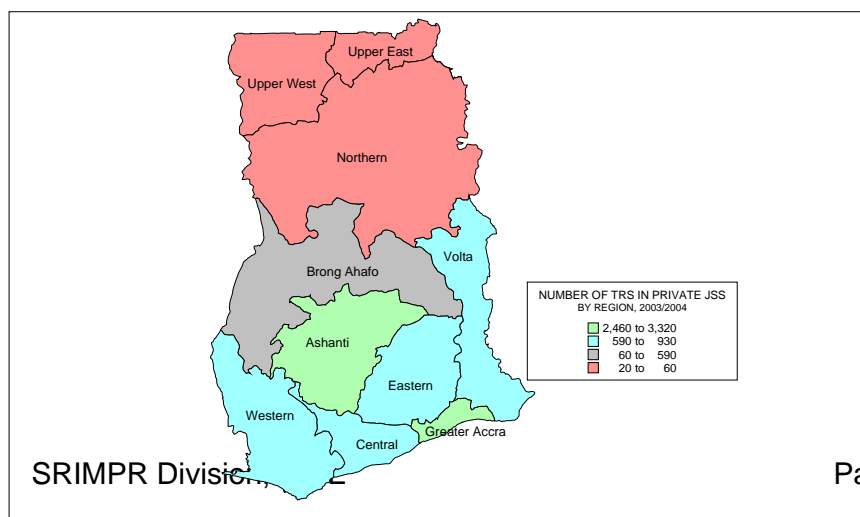 Upper East
Upper West
Northern
Volta
Brong Ahafo
NUMBER OF TRS IN PRIVATE JSS
BY REGION, 2003/2004
2,460 to 3,320
590 to 930
60 to 590
20 to 60
Ashanti
Eastern
Western
Greater Accra
Central
SRIMPR Division,